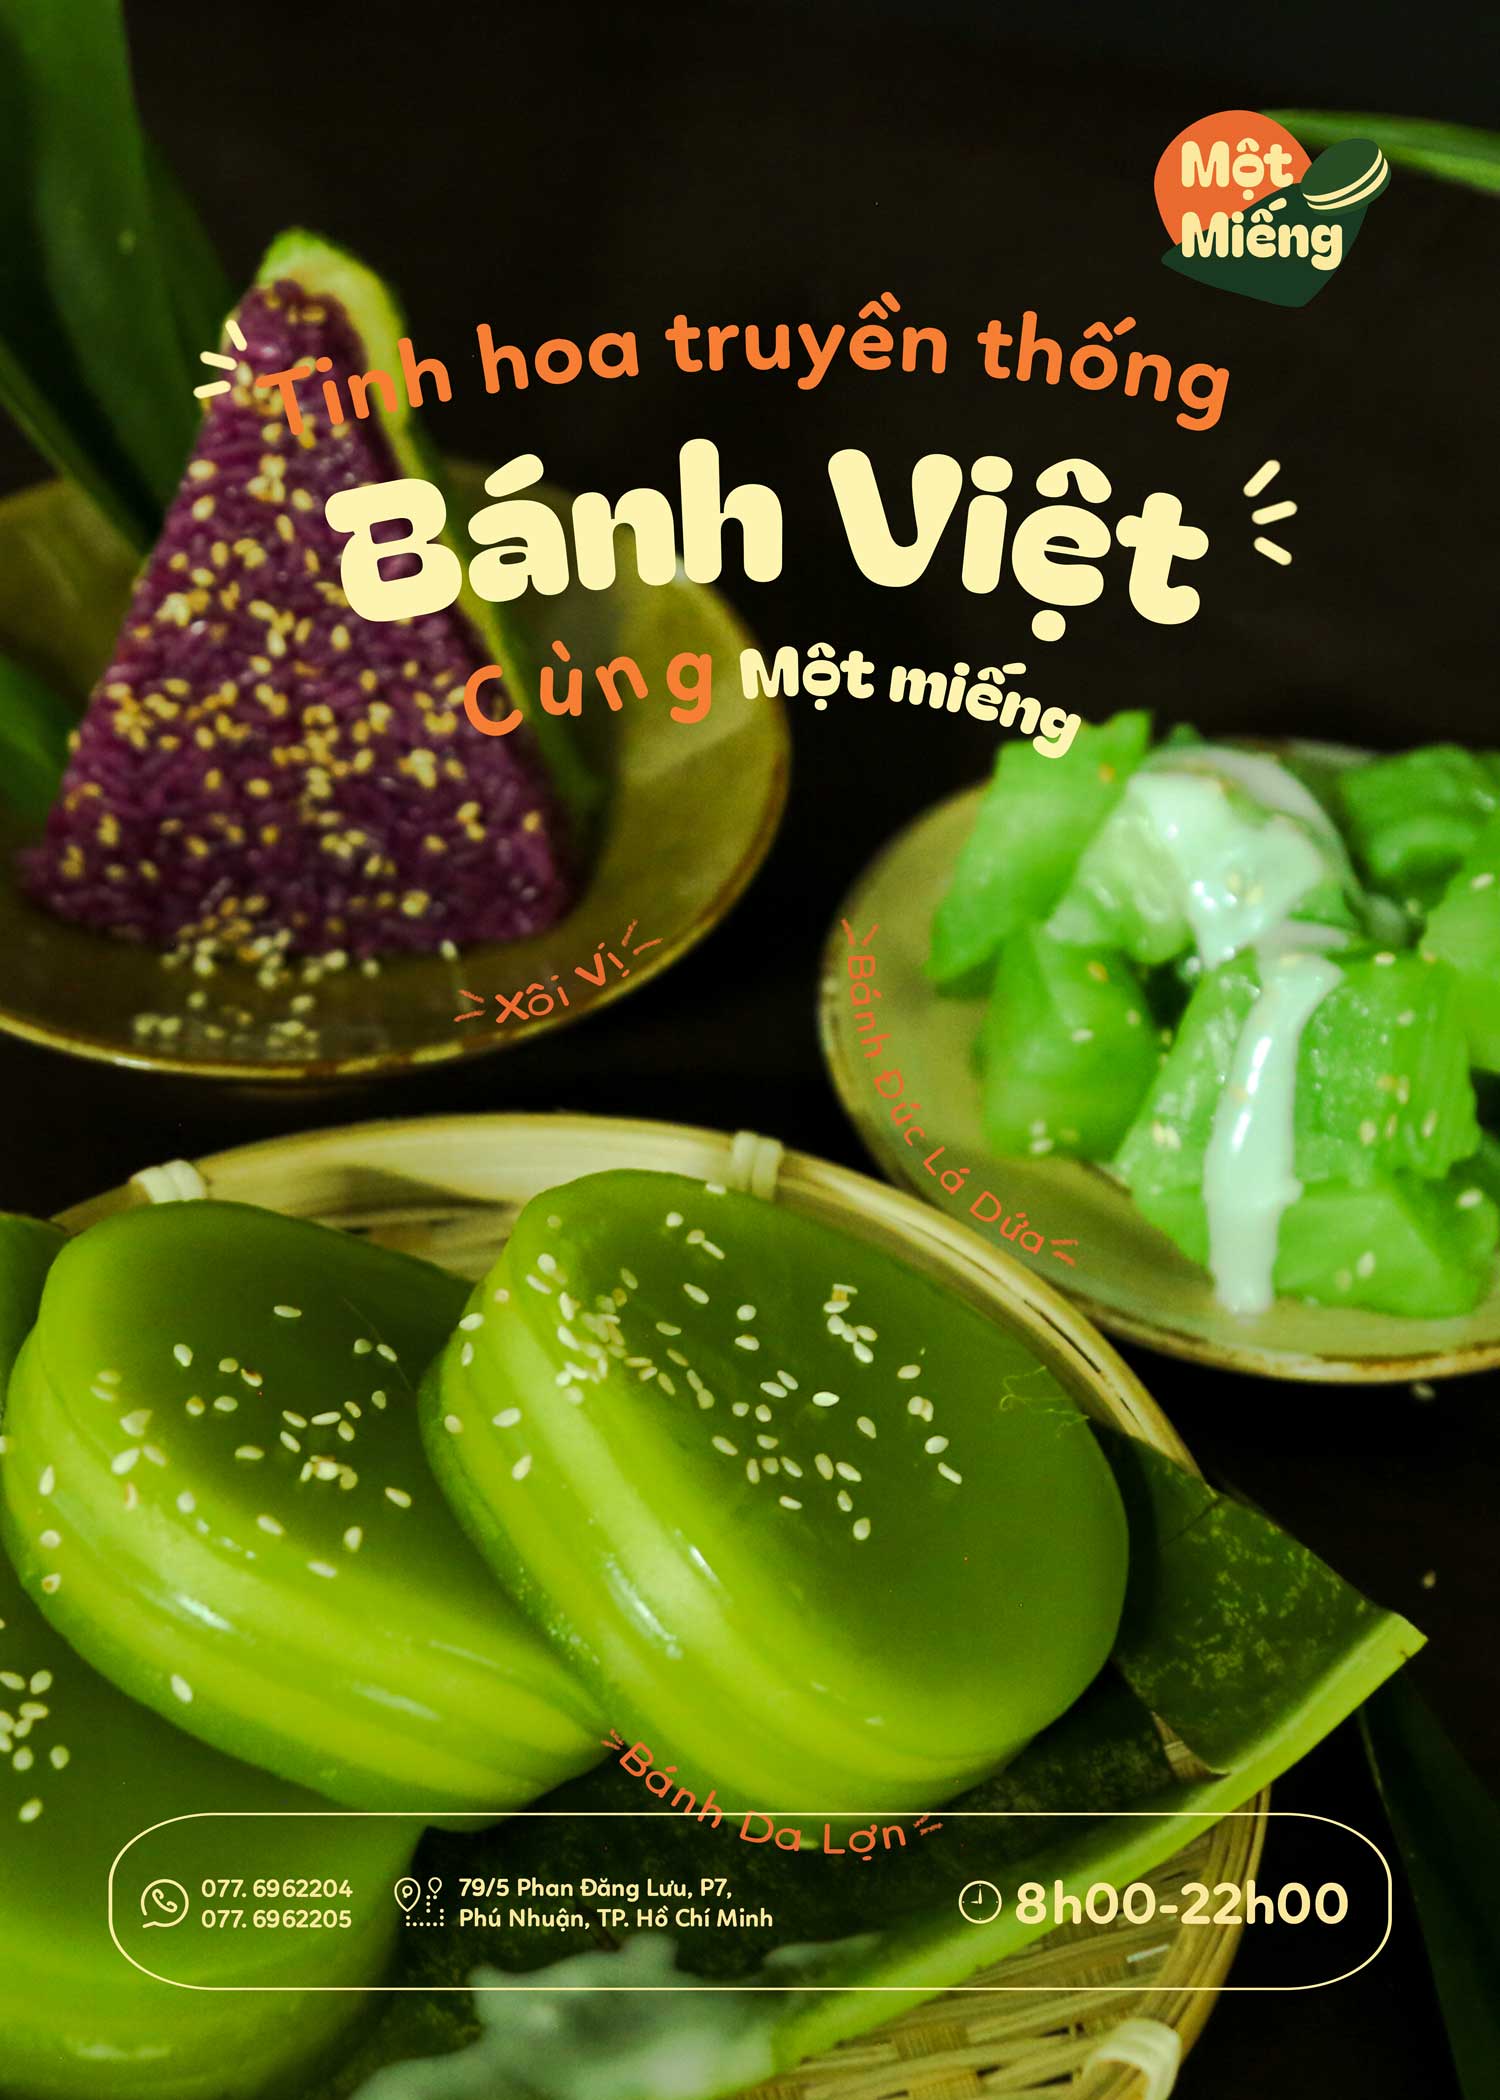 Một
Miếng
Tinh hoa truyền thống
Bánh Việt
Cùng Một miếng
Xôi Vị
Bánh Đúc Lá Dứa
Bánh Da Lợn
077. 6962204
077. 6962205
79/5 Phan Đăng Lưu, P7,
Phú Nhuận, TP. Hồ Chí Minh
8h00-22h00